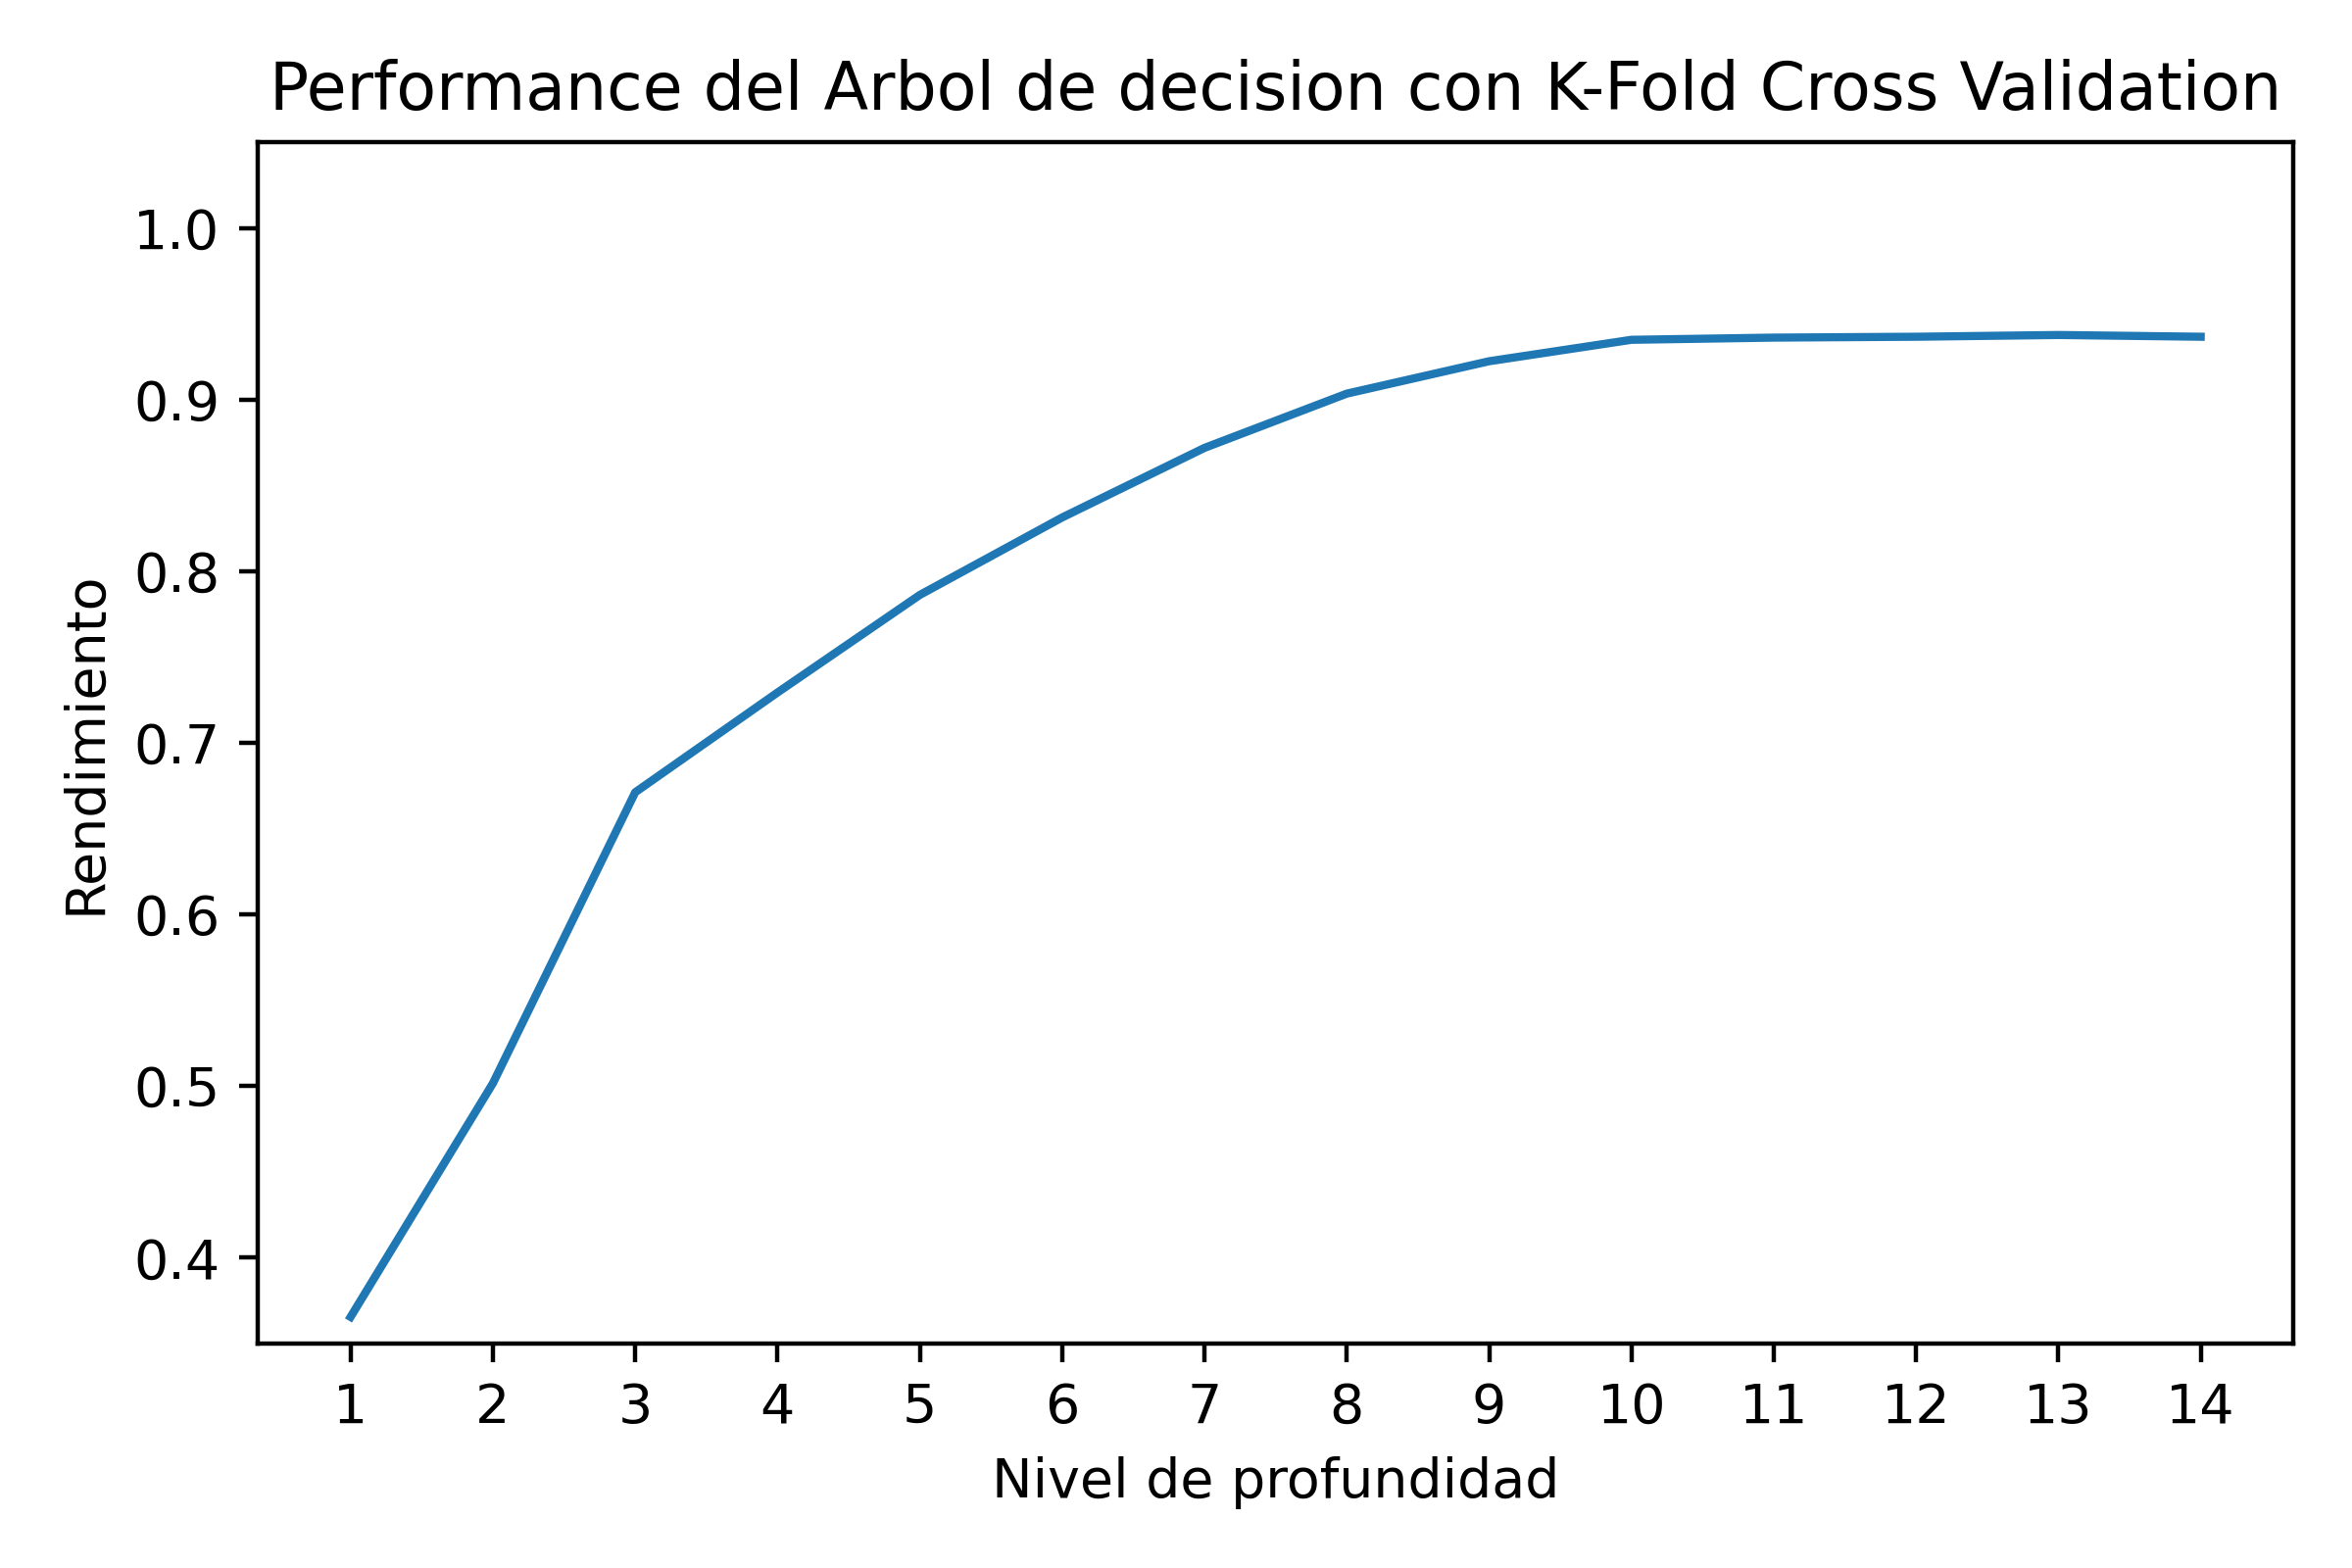 Performance del Arbol de decision con K-Fold Cross Validation
1.0
0.9
0.8
0.7
0.6
0.5
0.4
Rendimiento
1 2 3 4 5 6 7 8 9 10 11 12 13 14
Nivel de profundidad